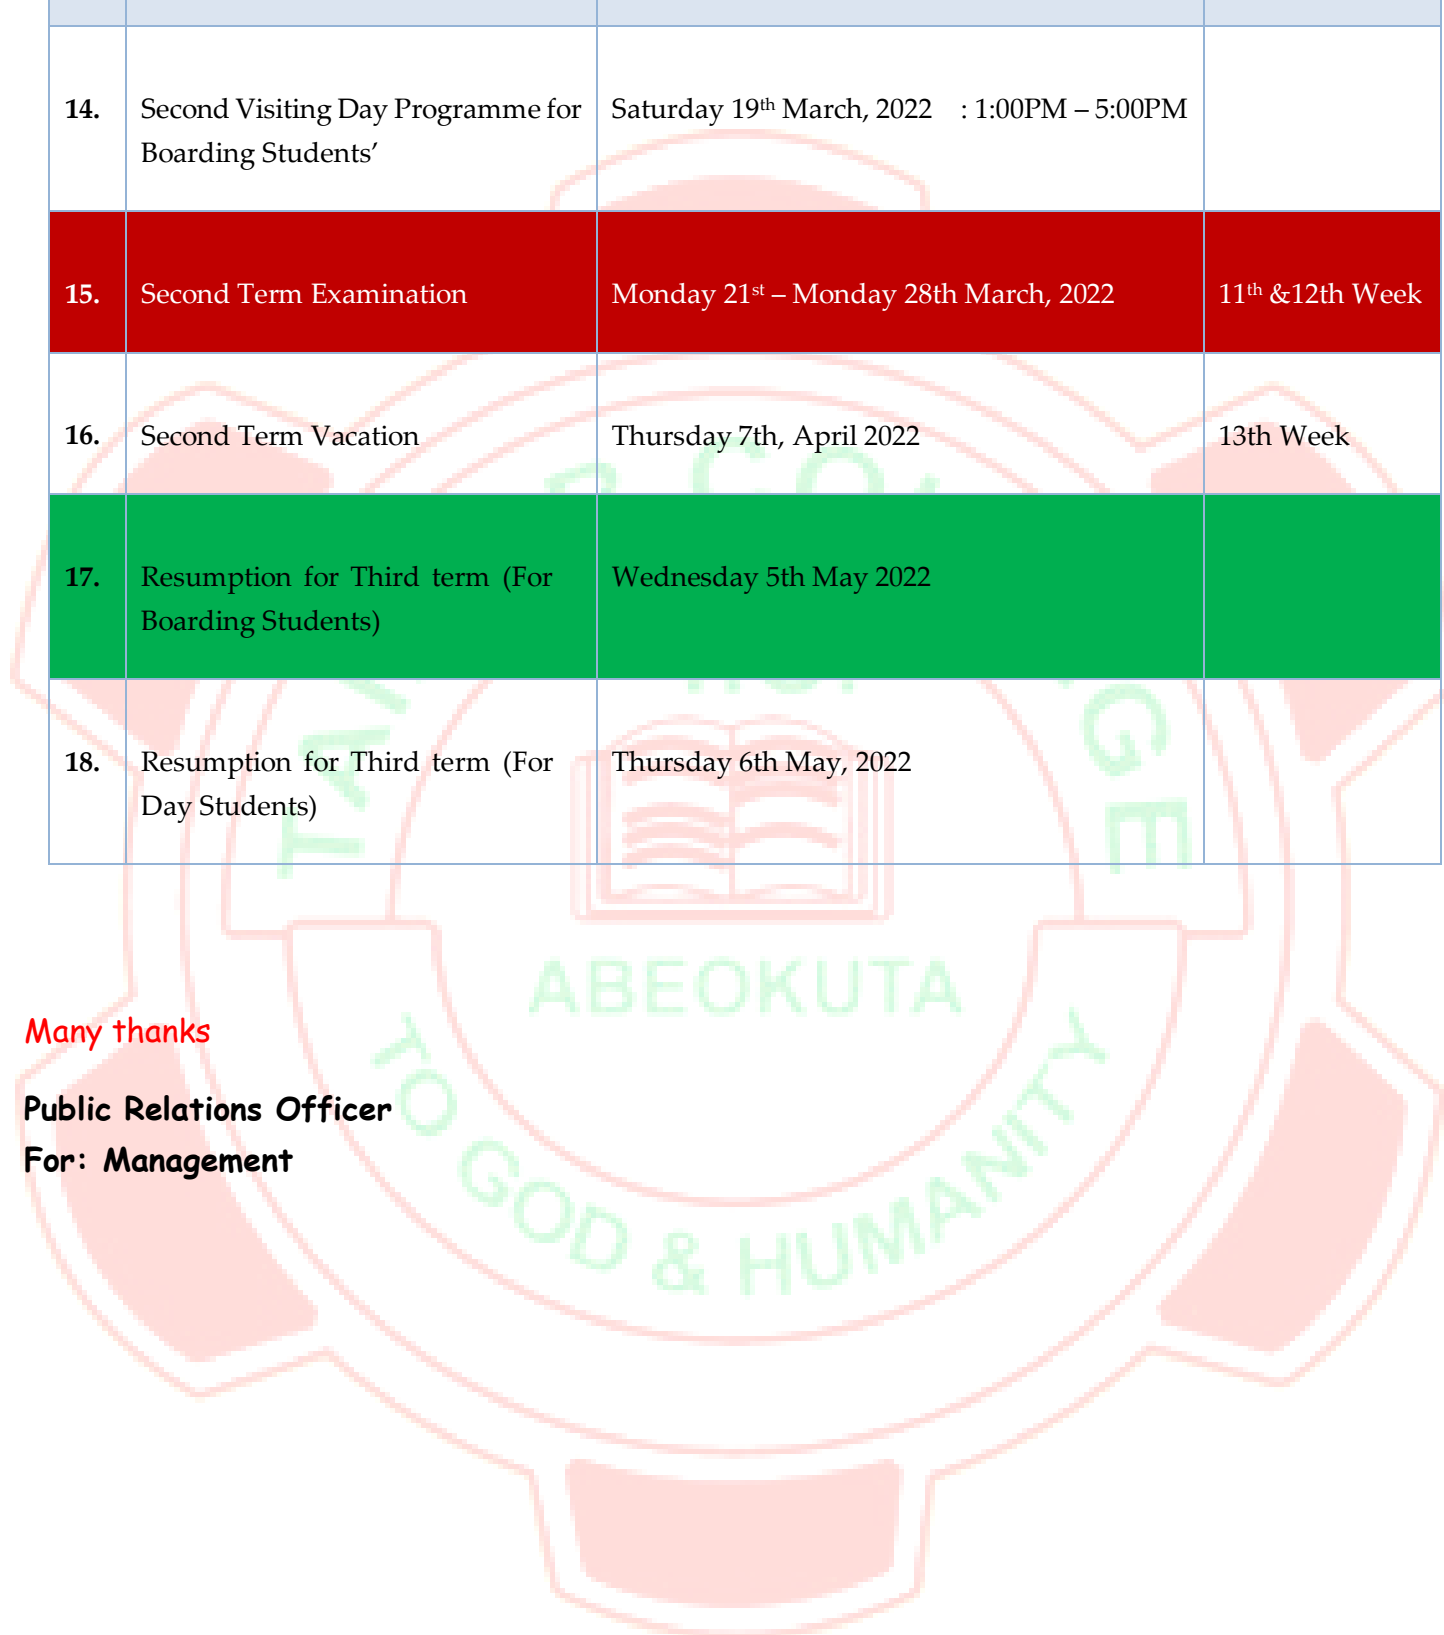 14. Second Visiting Day Programme for Saturday 19th March, 2022 : 1:00PM – 5:00PM
Boarding Students’
15. Second Term Examination Monday 21st – Monday 28th March, 2022 11th &12th Week
16. Second Term Vacation Thursday 7th, April 2022 13th Week
17. Resumption for Third term (For Wednesday 5th May 2022
Boarding Students)
18. Resumption for Third term (For Thursday 6th May, 2022
Day Students)
ABEOKUTA
Many thanks
Public Relations Officer
For: Management
TO GOD & HUMANITY